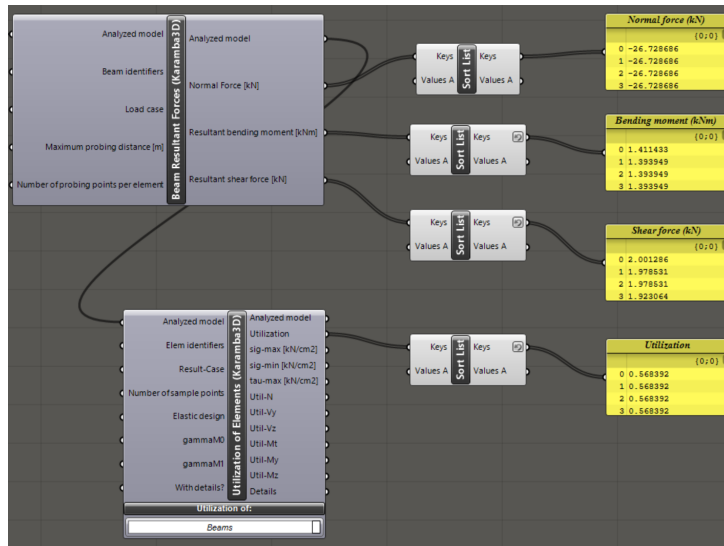 Analyzed model
Beam identifiers
Load case
Maximum probing distance [m]
Number of probing points per element
Beam Resultant Forces (Karamba3D)
Analyzed model
Normal Force [kN]
Resultant bending moment [kNm]
Resultant shear force [kN]
Keys
Values A
Sort List
Keys
Values A
Normal force (kN)
{0;0}
0 -26.728686
1 -26.728686
2 -26.728686
3 -26.728686
Keys
Values A
Sort List
Keys
Values A
Bending moment (kNm)
{0;0}
0 1.411433
1 1.393949
2 1.393949
3 1.393949
Keys
Values A
Sort List
Keys
Values A
Shear force (kN)
{0;0}
0 2.001286
1 1.978531
2 1.978531
3 1.923064
Analyzed model
Elem identifiers
Result-Case
Number of sample points
Elastic design
gammaM0
gammaM1
With details?
Utilization of Elements (Karamba3D)
Analyzed model
Utilization
sig-max [kN/cm2]
sig-min [kN/cm2]
tau-max [kN/cm2]
Util-N
Util-Vy
Util-Vz
Util-Mt
Util-My
Util-Mz
Details
Utilization of:
Beams
Keys
Values A
Sort List
Keys
Values A
Utilization
{0;0}
0 0.568392
1 0.568392
2 0.568392
3 0.568392